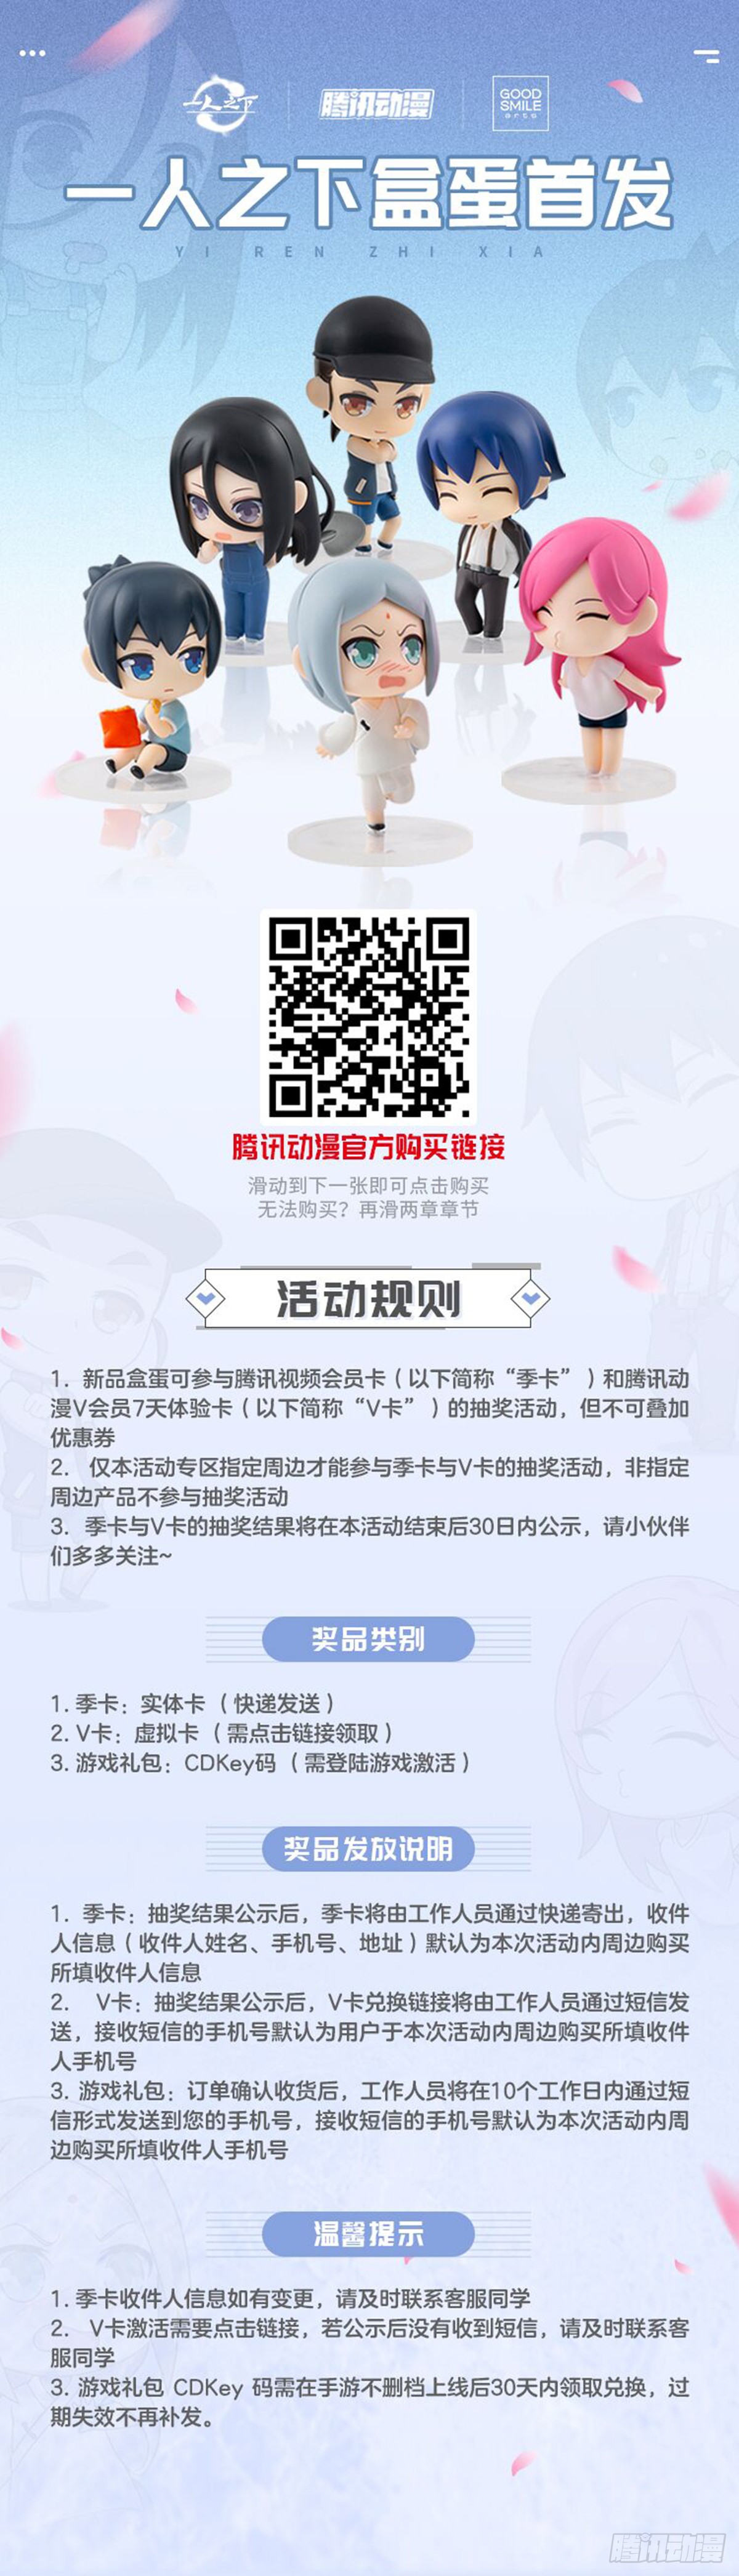 一人之下
腾讯动漫
GOOD
SMILE
arts
一人之下盒蛋首发
YI REN ZHI XIA
腾讯动漫官方购买链接
滑动到下一张即可点击购买
无法购买？再滑两章章节
活动规则
1. 新品盒蛋可参与腾讯视频会员卡（以下简称“季卡”）和腾讯动
漫V会员7天体验卡（以下简称“V卡”）的抽奖活动，但不可叠加
优惠券
2. 仅本活动专区指定周边才能参与季卡与V卡的抽奖活动，非指定
周边产品不参与抽奖活动
3. 季卡与V卡的抽奖结果将在本活动结束后30日内公示，请小伙伴
们多多关注~
奖品类别
1. 季卡：实体卡（快递发送）
2. V卡：虚拟卡（需点击链接领取）
3. 游戏礼包：CDKey码（需登陆游戏激活）
奖品发放说明
1. 季卡：抽奖结果公示后，季卡将由工作人员通过快递寄出，收件
人信息（收件人姓名、手机号、地址）默认为本次活动内周边购买
所填收件人信息
2. V卡：抽奖结果公示后，V卡兑换链接将由工作人员通过短信发
送，接收短信的手机号默认为用户于本次活动内周边购买所填收件
人手机号
3. 游戏礼包：订单确认收货后，工作人员将在10个工作日内通过短
信形式发送到您的手机号，接收短信的手机号默认为本次活动内周
边购买所填收件人手机号
温馨提示
1. 季卡收件人信息如有变更，请及时联系客服同学
2. V卡激活需要点击链接，若公示后没有收到短信，请及时联系客
服同学
3. 游戏礼包 CDKey 码需在手游不删档上线后30天内领取兑换，过
期失效不再补发。
腾讯动漫